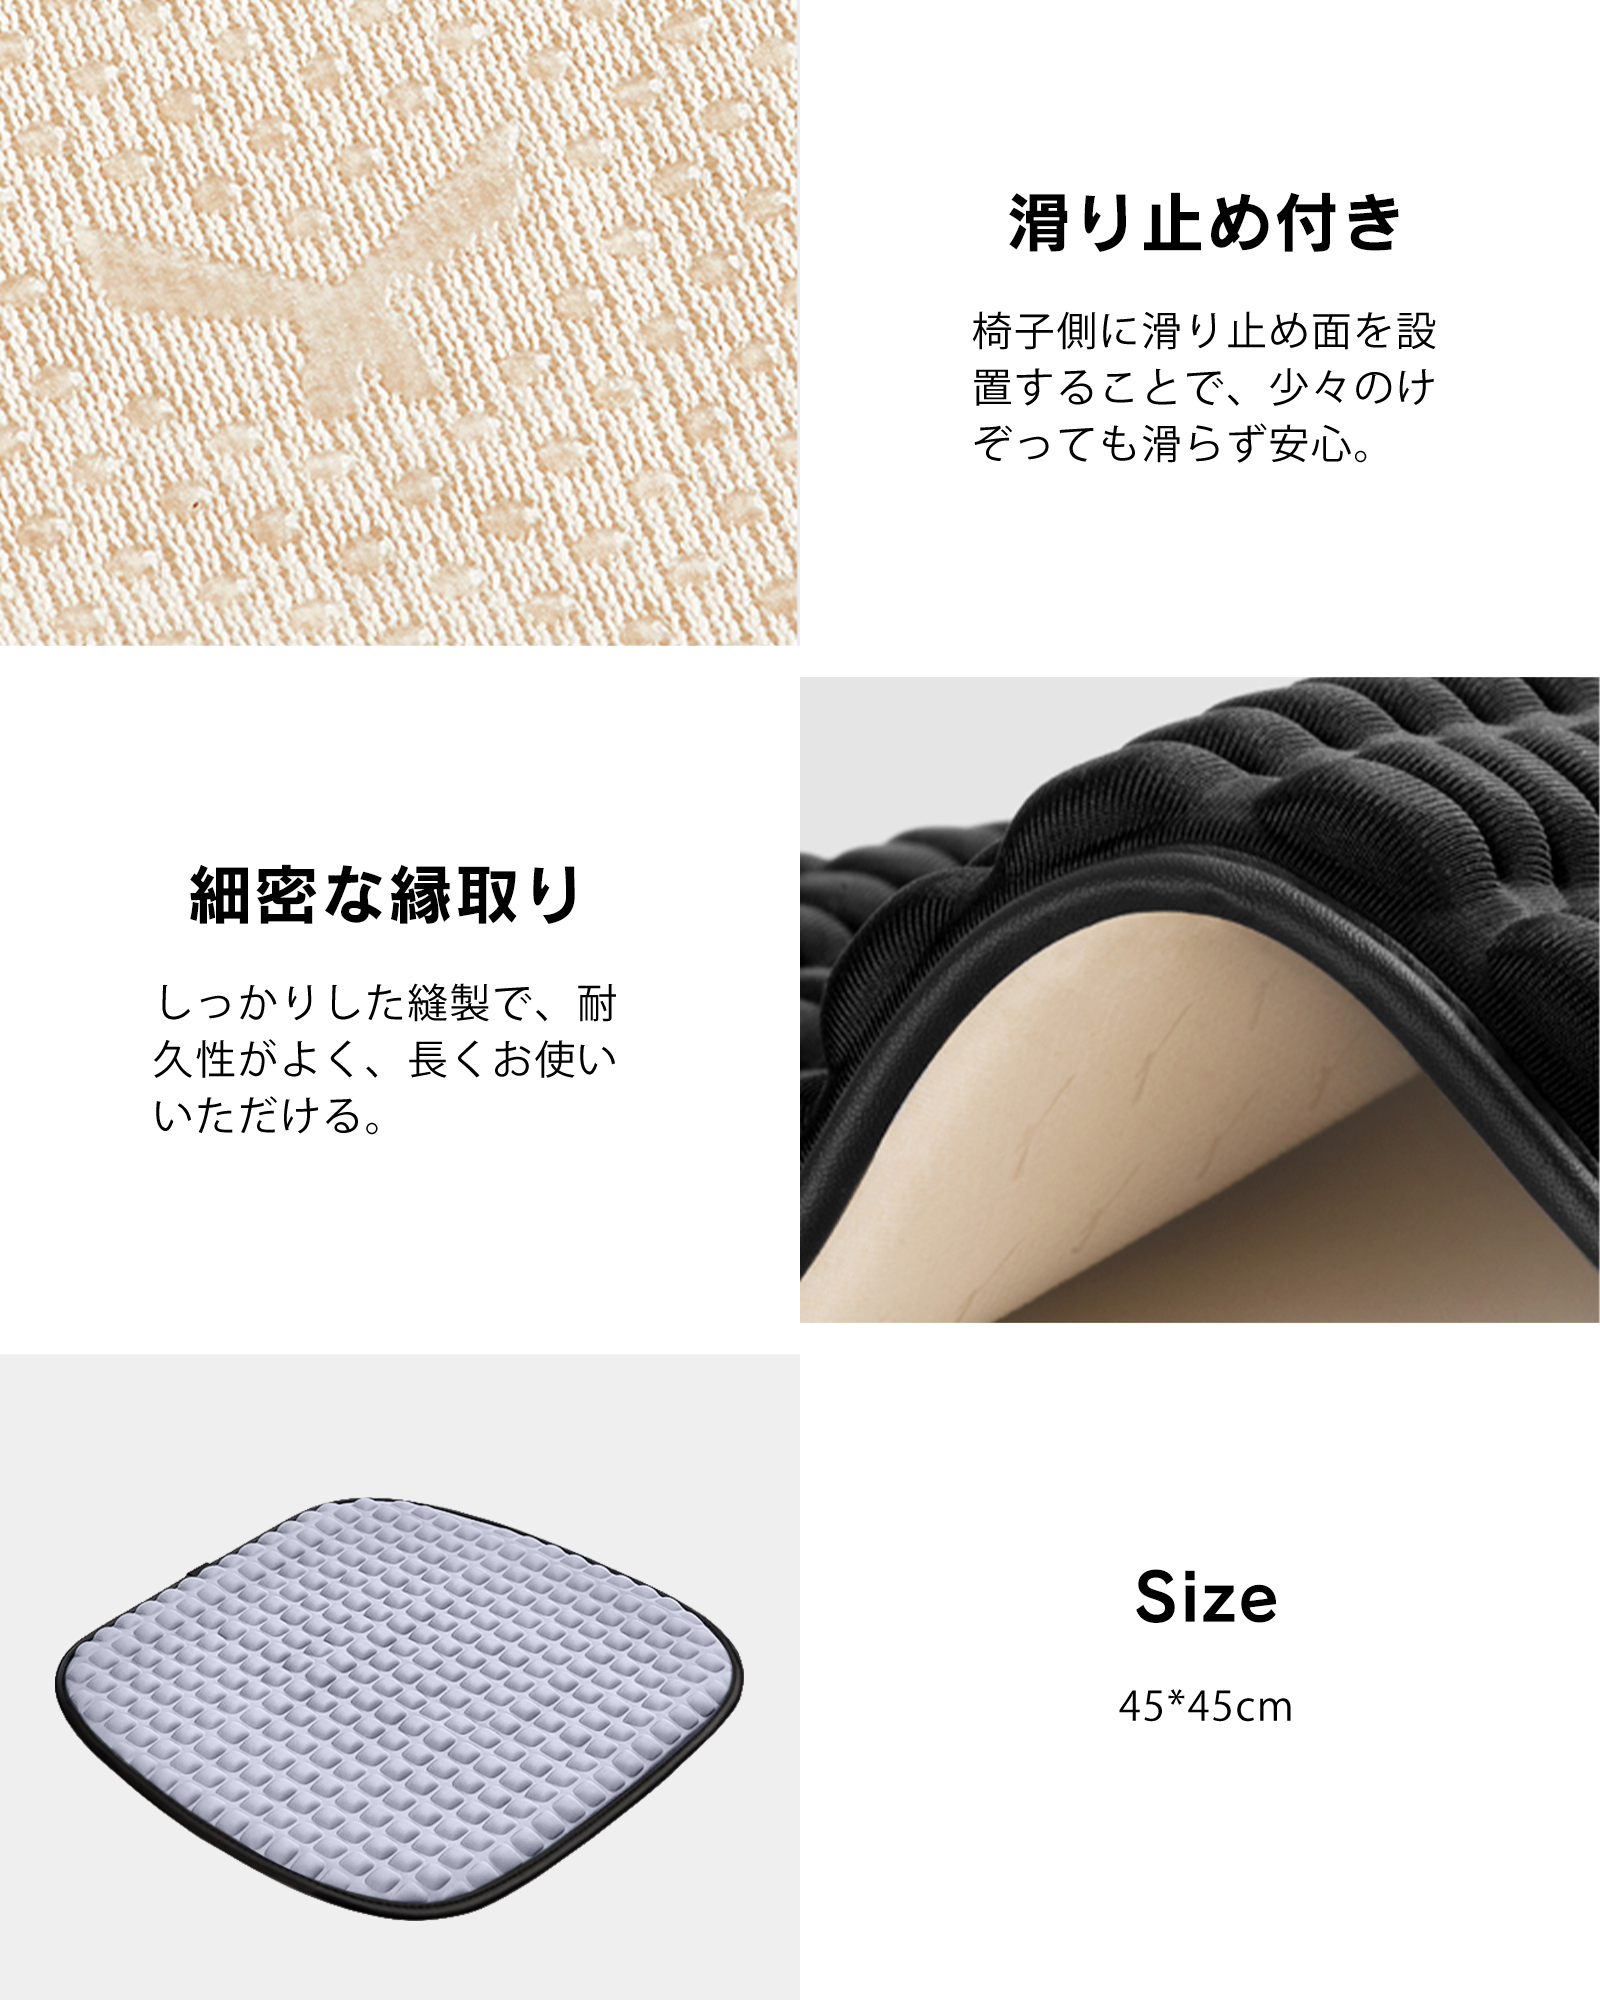 滑り止め付き
椅子側に滑り止め面を設
置することで、少々のけ
ぞっても滑らず安心。
細密な縁取り
しっかりした縫製で、耐
久性がよく、長くお使い
いただける。
Size
45*45cm